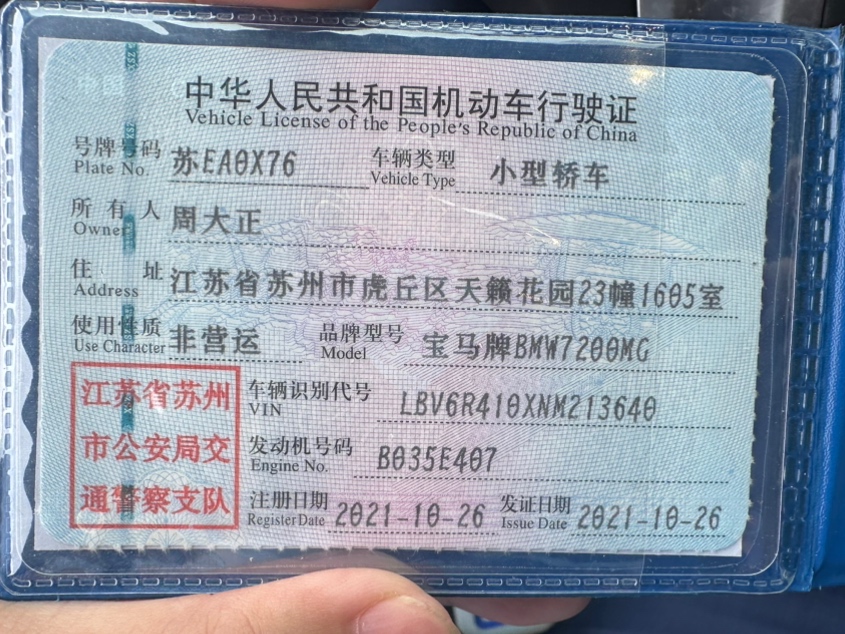 中华人民共和国机动车行驶证
Vehicle License of the People's Republic of China
号牌号码 苏EA0X76 车辆类型 小型轿车
Plate No. Vehicle Type
所有人 周大正
Owner
住址 江苏省苏州市虎丘区天籁花园23幢1605室
Address
使用性质 非营运 品牌型号 宝马牌BMW7200MG
Use Character Model
江苏省苏州 车辆识别代号 LBV6R410XNM213640
VIN
市公安局交 发动机号码 B035E407
Engine No.
通警察支队 注册日期 2021-10-26 发证日期 2021-10-26
Register Date Issue Date